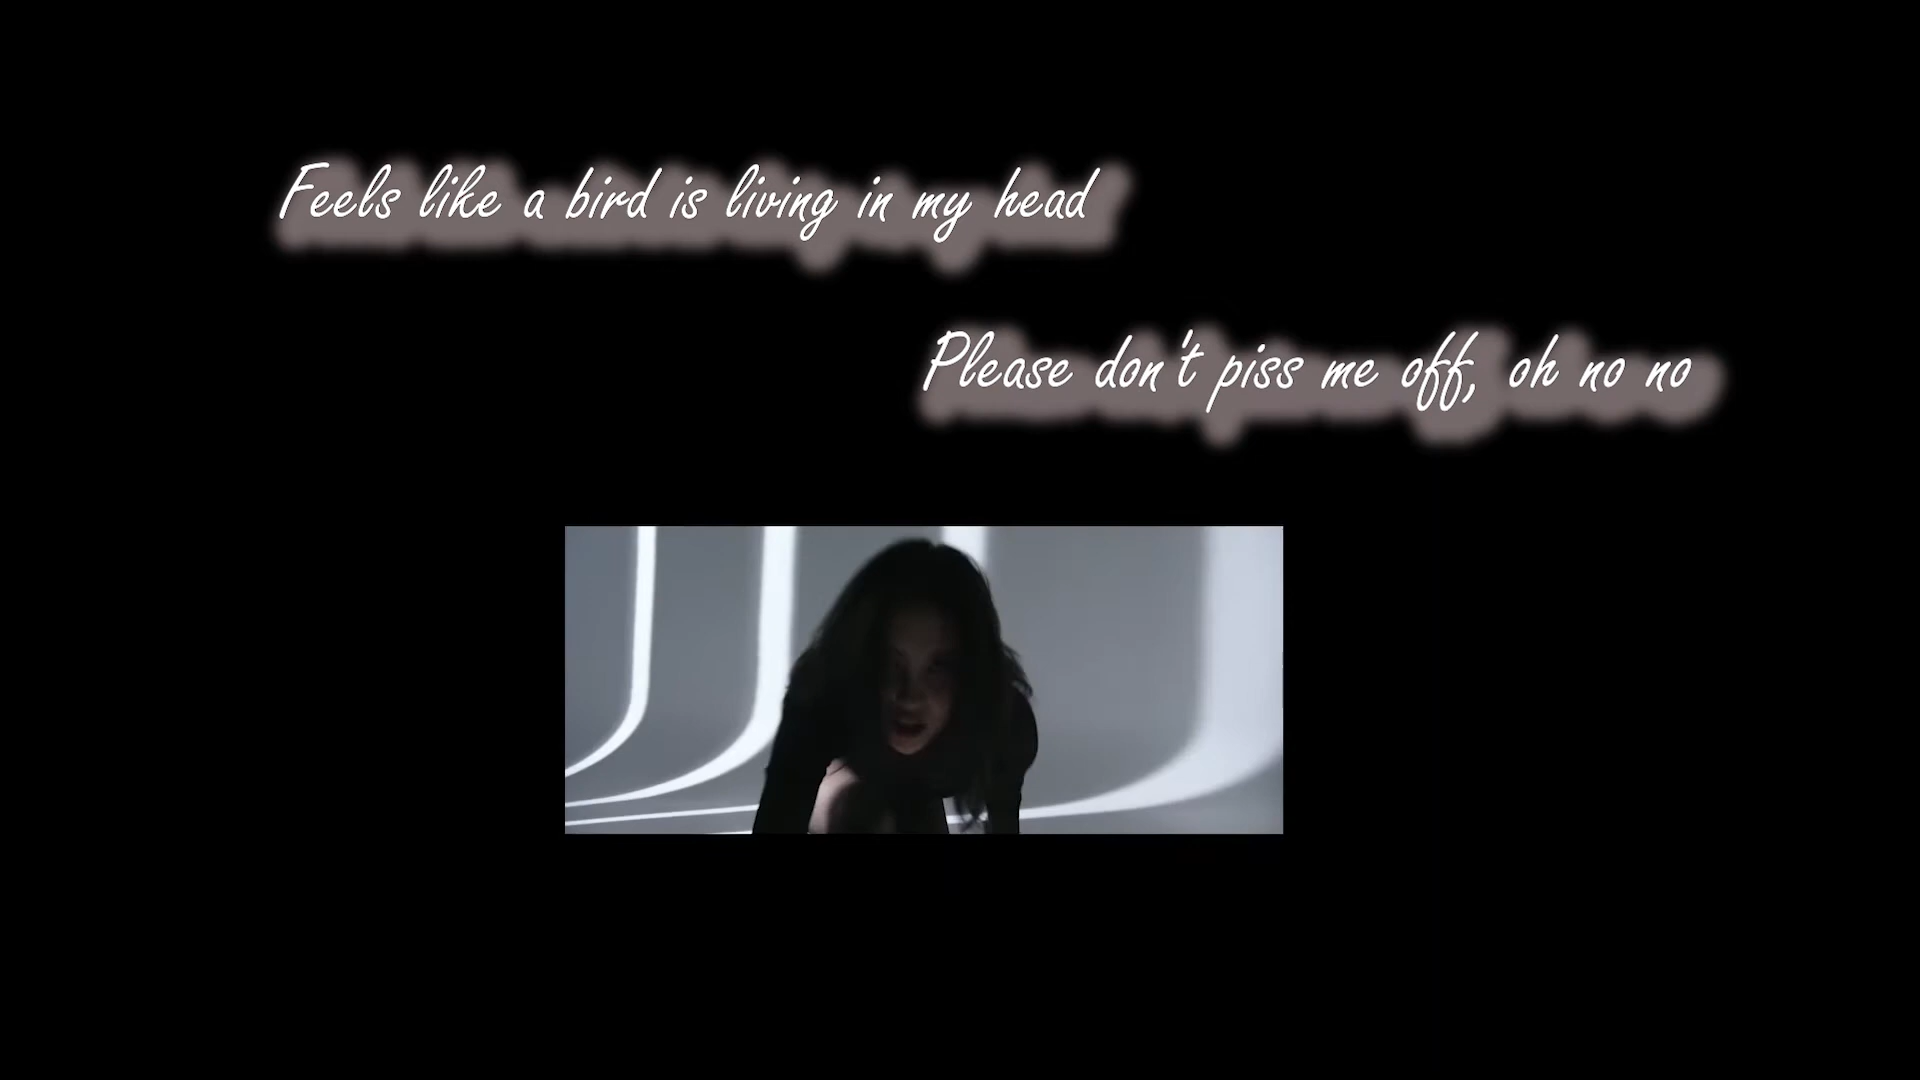 Feels like a bird is living in my head
Please don't piss me off, oh no no